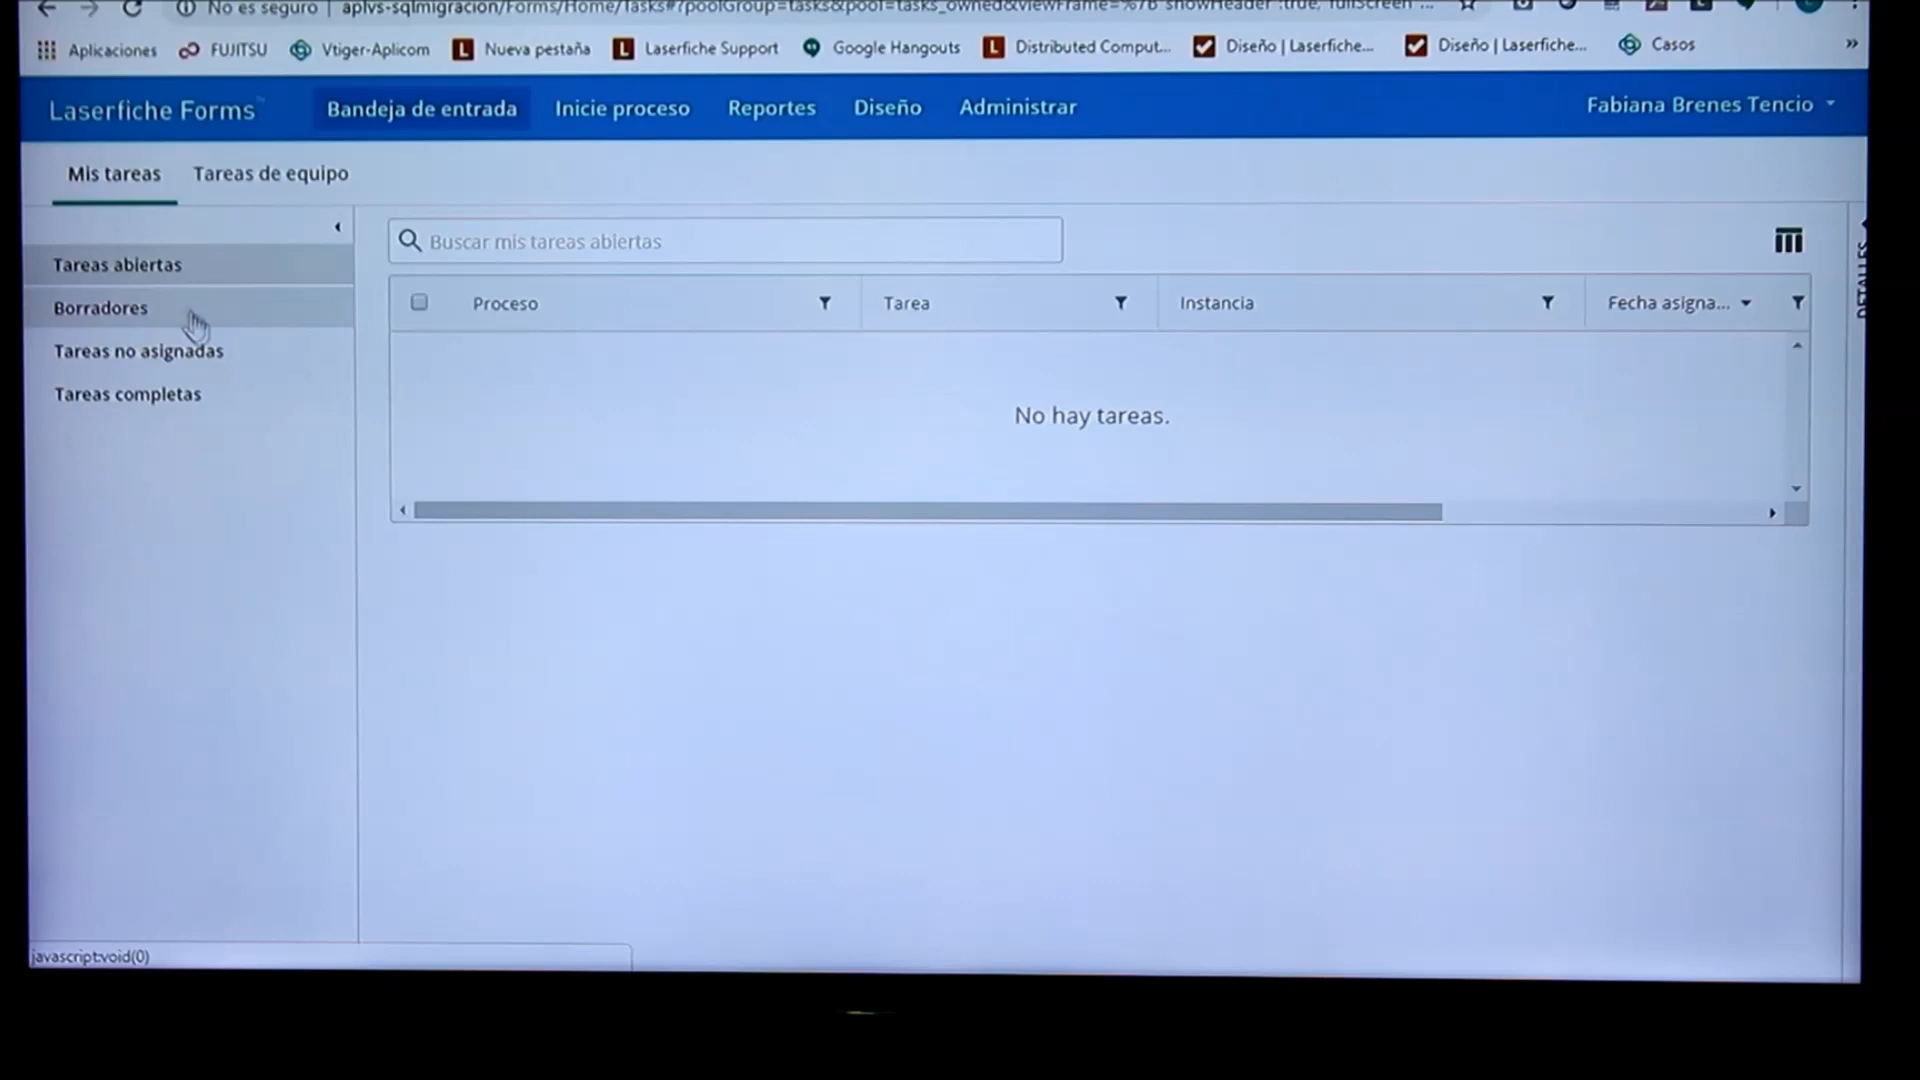 No es seguro | aplvs-sqlmigracion/Forms/Home/Tasks#?poolGroup=tasks&pool=tasks_owned&viewFrame=%7B"showHeader":true,"fullScreen"...
Aplicaciones FUJITSU Vtiger-Aplicom Nueva pestaña Laserfiche Support Google Hangouts Distributed Comput... Diseño | Laserfiche... Diseño | Laserfiche... Casos »
Laserfiche Forms™ Bandeja de entrada Inicie proceso Reportes Diseño Administrar Fabiana Brenes Tencio
Mis tareas Tareas de equipo
Buscar mis tareas abiertas
DETALLES
Tareas abiertas
Borradores
Tareas no asignadas
Tareas completas
Proceso Tarea Instancia Fecha asigna...
No hay tareas.
javascript:void(0)